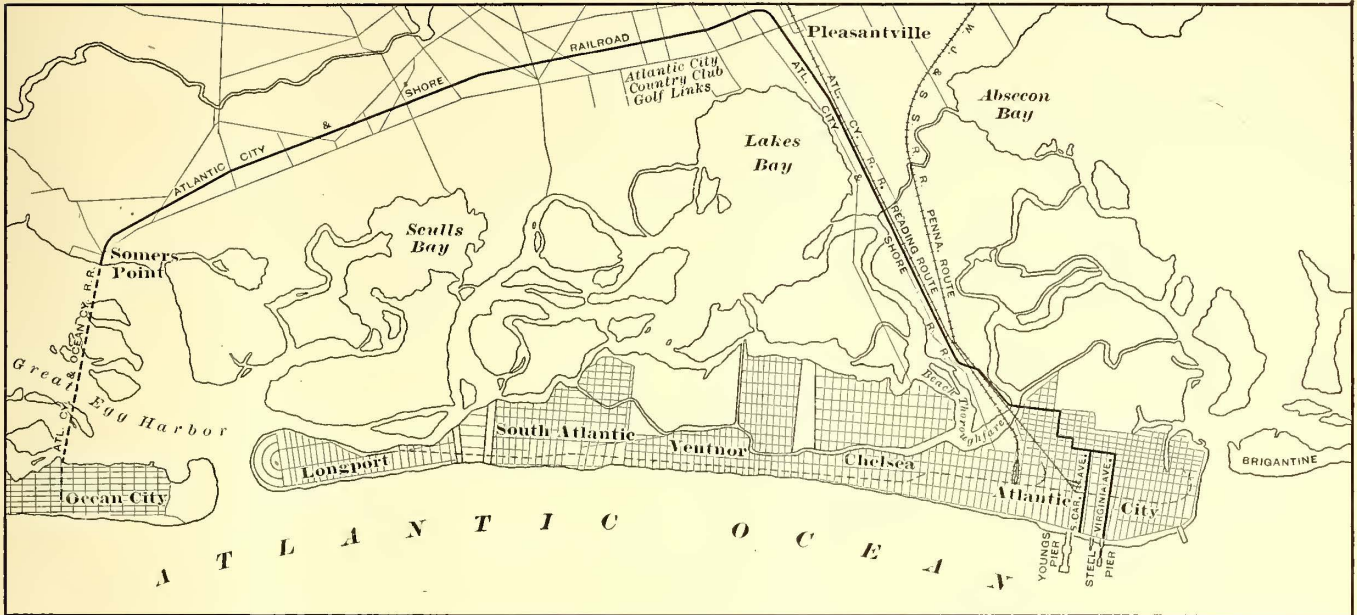 Pleasantville
RAILROAD
SHORE
&
ATLANTIC CITY
Atlantic City
Country Club
Golf Links
ATL. CITY & SHORE R. R.
ATL. CY. R. R. READING ROUTE
W. J. & S. S. R. R. PENNA. ROUTE
Absecon
Bay
Lakes
Bay
Sculls
Bay
Somers
Point
ATL. CY. & OCEAN CY. R.R.
Great Egg Harbor
Beach Thoroughfare
South Atlantic
Ventnor
Longport
Chelsea
BRIGANTINE
Ocean City
Atlantic City
S. CAR. AVE.
VIRGINIA AVE.
YOUNGS
PIER
STEEL
PIER
ATLANTIC OCEAN